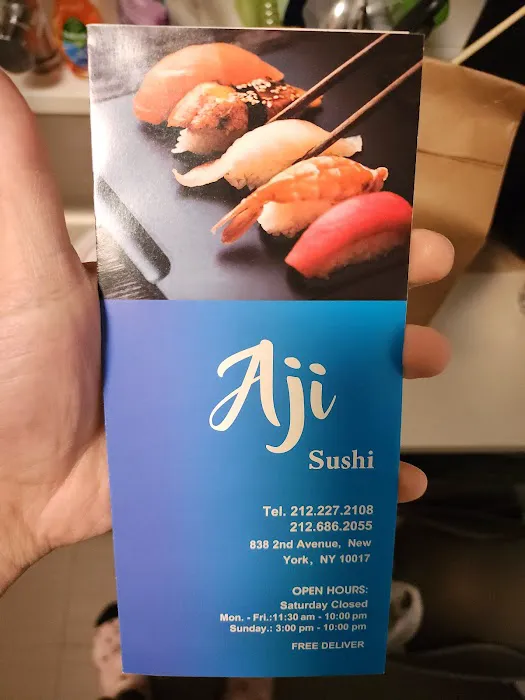 Aji
Sushi
Tel. 212.227.2108
212.686.2055
838 2nd Avenue, New
York, NY 10017
OPEN HOURS:
Saturday Closed
Mon. - Fri.:11:30 am - 10:00 pm
Sunday.: 3:00 pm - 10:00 pm
FREE DELIVER